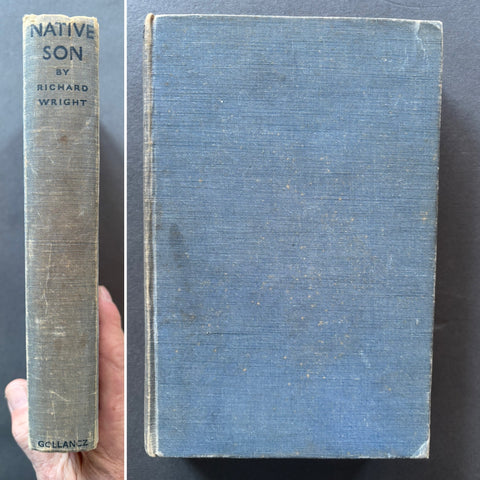 NATIVE
SON
BY
RICHARD
WRIGHT
GOLLANCZ